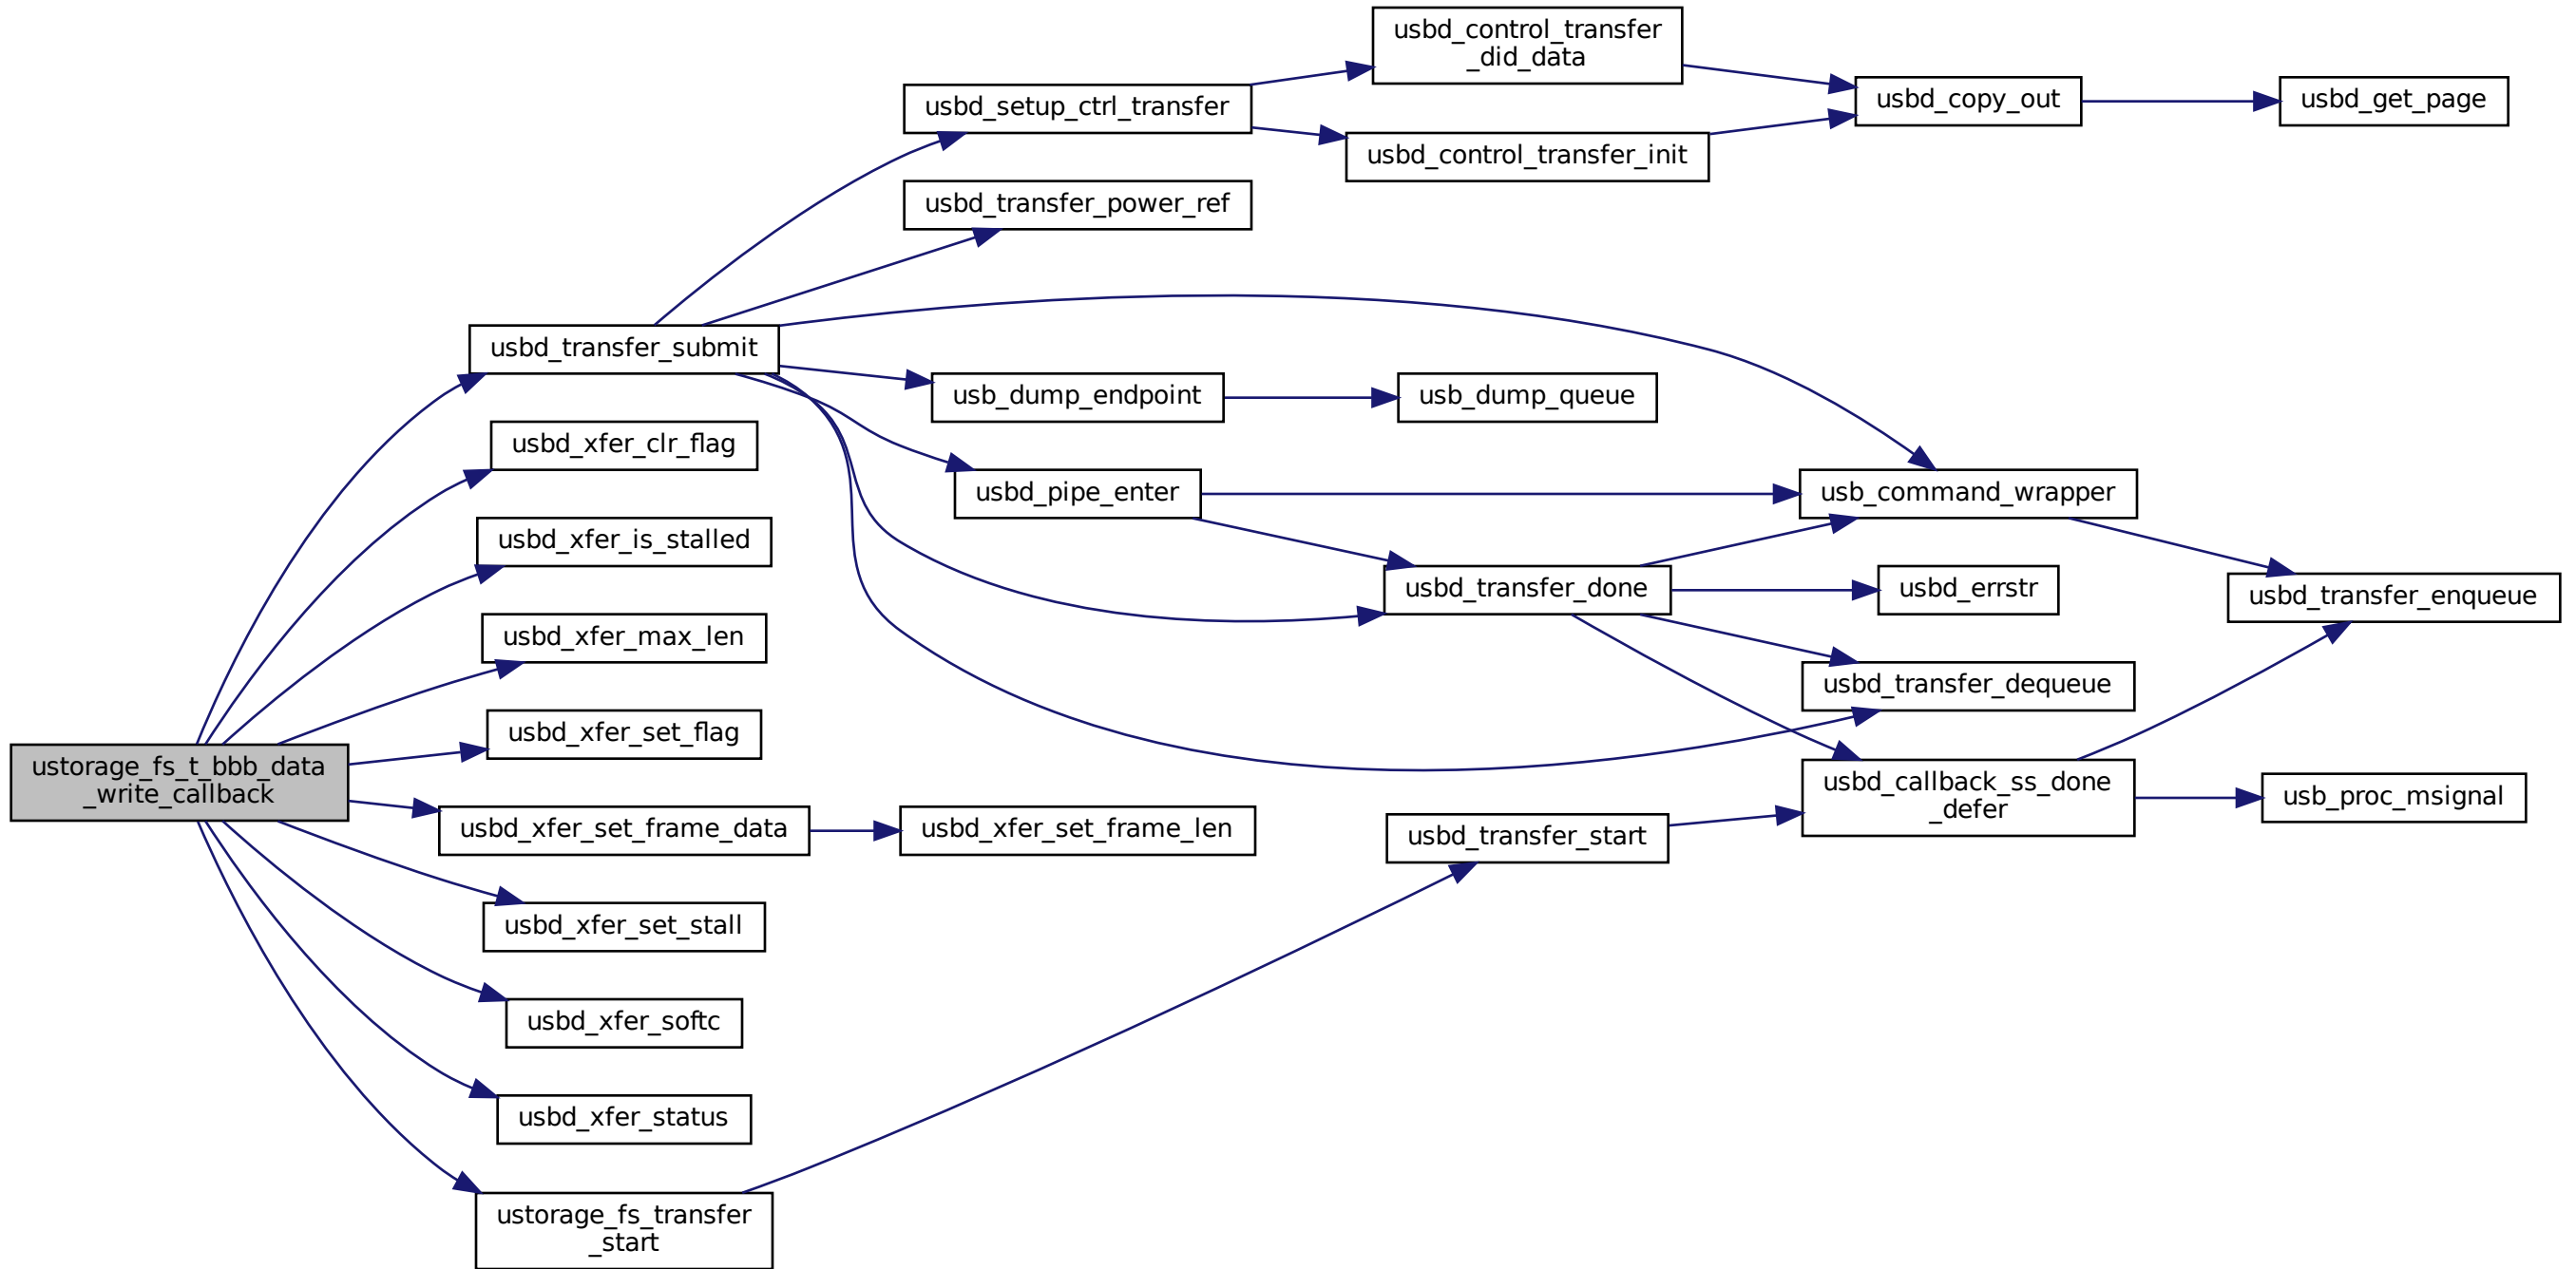 usbd_control_transfer
_did_data
usbd_setup_ctrl_transfer
usbd_copy_out
usbd_get_page
usbd_control_transfer_init
usbd_transfer_power_ref
usbd_transfer_submit
usb_dump_endpoint
usb_dump_queue
usbd_xfer_clr_flag
usbd_pipe_enter
usb_command_wrapper
usbd_xfer_is_stalled
usbd_transfer_done
usbd_errstr
usbd_transfer_enqueue
usbd_xfer_max_len
usbd_transfer_dequeue
usbd_xfer_set_flag
ustorage_fs_t_bbb_data
_write_callback
usbd_callback_ss_done
_defer
usb_proc_msignal
usbd_xfer_set_frame_data
usbd_xfer_set_frame_len
usbd_transfer_start
usbd_xfer_set_stall
usbd_xfer_softc
usbd_xfer_status
ustorage_fs_transfer
_start